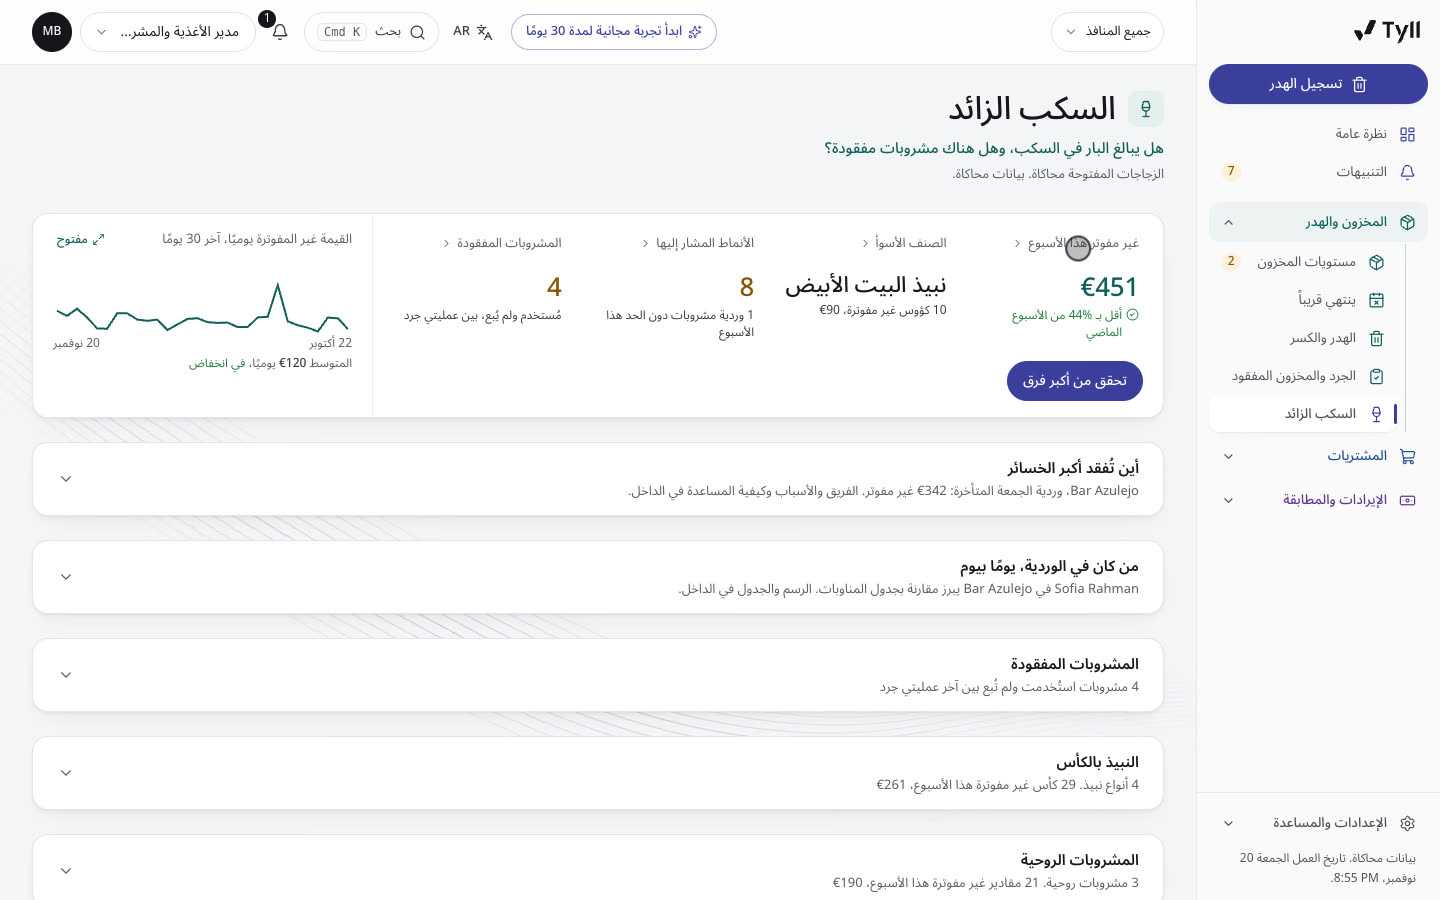 Tyll
تسجيل الهدر
نظرة عامة
التنبيهات
7
المخزون والهدر
مستويات المخزون
2
ينتهي قريباً
الهدر والكسر
الجرد والمخزون المفقود
السكب الزائد
المشتريات
الإيرادات والمطابقة
الإعدادات والمساعدة
بيانات محاكاة. تاريخ العمل الجمعة 20
نوفمبر، 8:55 PM.
جميع المنافذ
ابدأ تجربة مجانية لمدة 30 يومًا
AR
بحث
Cmd K
1
مدير الأغذية والمشر...
MB
السكب الزائد
هل يبالغ البار في السكب، وهل هناك مشروبات مفقودة؟
الزجاجات المفتوحة محاكاة. بيانات محاكاة.
غير مفوتر هذا الأسبوع
€451
أقل بـ 44% من الأسبوع
الماضي
الصنف الأسوأ
نبيذ البيت الأبيض
10 كؤوس غير مفوترة، €90
الأنماط المشار إليها
8
1 وردية مشروبات دون الحد هذا
الأسبوع
المشروبات المفقودة
4
مُستخدم ولم يُبع، بين عمليتي جرد
تحقق من أكبر فرق
القيمة غير المفوترة يوميًا، آخر 30 يومًا
مفتوح
22 أكتوبر
20 نوفمبر
المتوسط €120 يوميًا، في انخفاض
أين تُفقد أكبر الخسائر
Bar Azulejo، وردية الجمعة المتأخرة: €342 غير مفوتر. الفريق والأسباب وكيفية المساعدة في الداخل.
من كان في الوردية، يومًا بيوم
Sofia Rahman في Bar Azulejo يبرز مقارنة بجدول المناوبات. الرسم والجدول في الداخل.
المشروبات المفقودة
4 مشروبات استُخدمت ولم تُبع بين آخر عمليتي جرد
النبيذ بالكأس
4 أنواع نبيذ. 29 كأس غير مفوترة هذا الأسبوع، €261
المشروبات الروحية
3 مشروبات روحية. 21 مقادير غير مفوترة هذا الأسبوع، €190